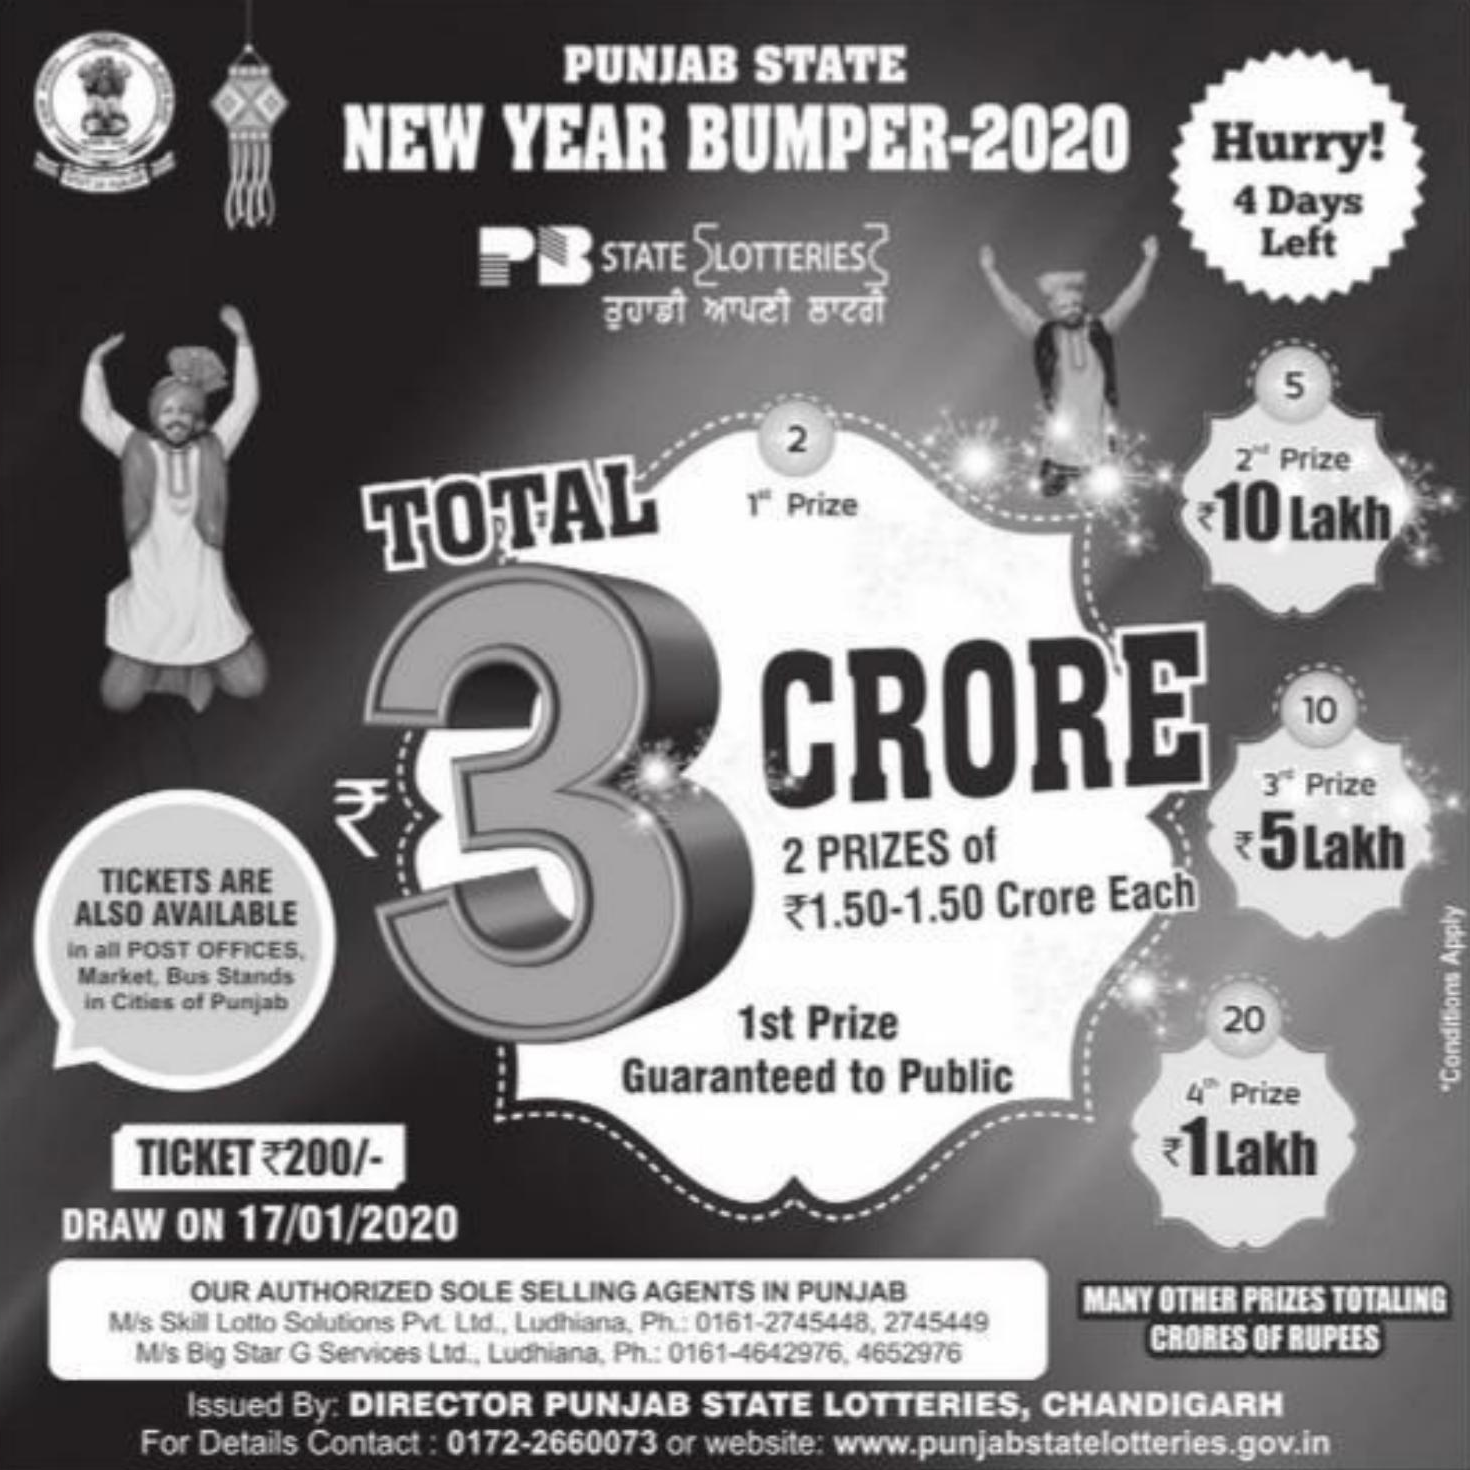 PUNJAB STATE
NEW YEAR BUMPER-2020
Hurry!
4 Days
Left
PB STATE LOTTERIES
ਤੁਹਾਡੀ ਆਪਣੀ ਲਾਟਰੀ
5
2nd Prize
₹10 Lakh
2
1st Prize
TOTAL
₹3 CRORE
2 PRIZES of
₹1.50-1.50 Crore Each
1st Prize
Guaranteed to Public
10
3rd Prize
₹5 Lakh
20
4th Prize
₹1 Lakh
*Conditions Apply
TICKETS ARE
ALSO AVAILABLE
in all POST OFFICES,
Market, Bus Stands
in Cities of Punjab
TICKET ₹200/-
DRAW ON 17/01/2020
OUR AUTHORIZED SOLE SELLING AGENTS IN PUNJAB
M/s Skill Lotto Solutions Pvt. Ltd., Ludhiana, Ph.: 0161-2745448, 2745449
M/s Big Star G Services Ltd., Ludhiana, Ph.: 0161-4642976, 4652976
MANY OTHER PRIZES TOTALING
CRORES OF RUPEES
Issued By: DIRECTOR PUNJAB STATE LOTTERIES, CHANDIGARH
For Details Contact : 0172-2660073 or website: www.punjabstatelotteries.gov.in